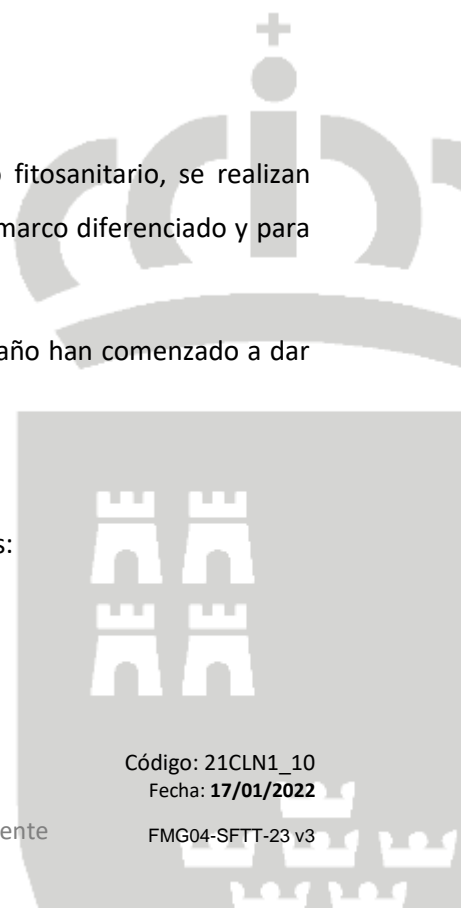 fitosanitario, se realizan
marco diferenciado y para
año han comenzado a dar
s:
Código: 21CLN1_10
Fecha: 17/01/2022
ente FMG04-SFTT-23 v3